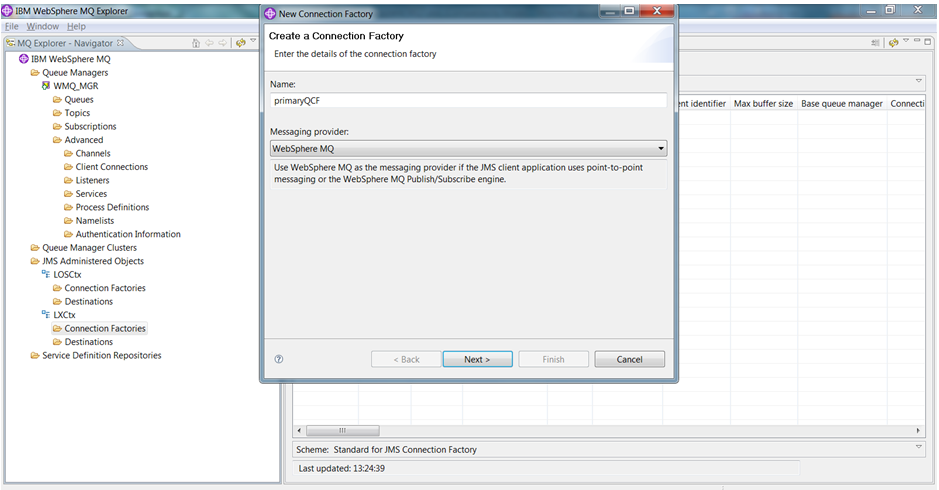 IBM WebSphere MQ Explorer
File Window Help
MQ Explorer - Navigator
IBM WebSphere MQ
Queue Managers
WMQ_MGR
Queues
Topics
Subscriptions
Advanced
Channels
Client Connections
Listeners
Services
Process Definitions
Namelists
Authentication Information
Queue Manager Clusters
JMS Administered Objects
LOSCtx
Connection Factories
Destinations
LXCtx
Connection Factories
Destinations
Service Definition Repositories
New Connection Factory
Create a Connection Factory
Enter the details of the connection factory
Name:
primaryQCF
Messaging provider:
WebSphere MQ
Use WebSphere MQ as the messaging provider if the JMS client application uses point-to-point
messaging or the WebSphere MQ Publish/Subscribe engine.
< Back Next > Finish Cancel
ent identifier Max buffer size Base queue manager Connecti
Scheme: Standard for JMS Connection Factory
Last updated: 13:24:39